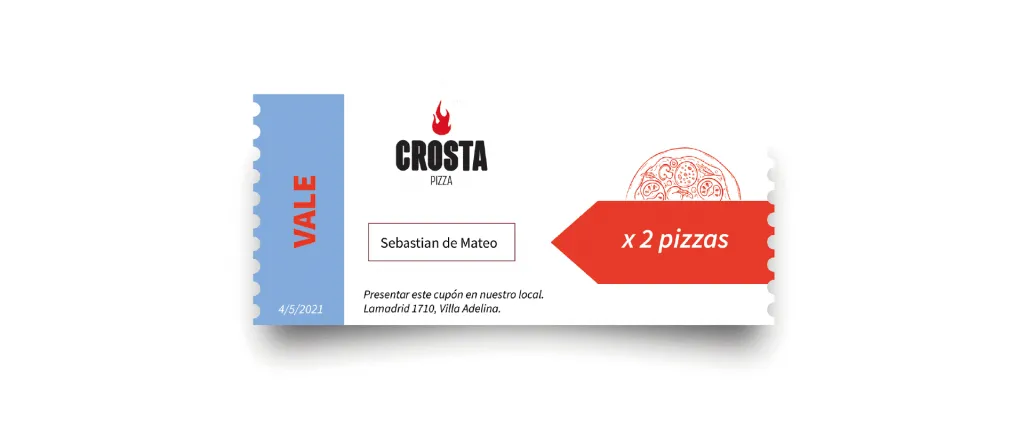 VALE
4/5/2021
CROSTA
PIZZA
Sebastian de Mateo
Presentar este cupón en nuestro local.
Lamadrid 1710, Villa Adelina.
x 2 pizzas